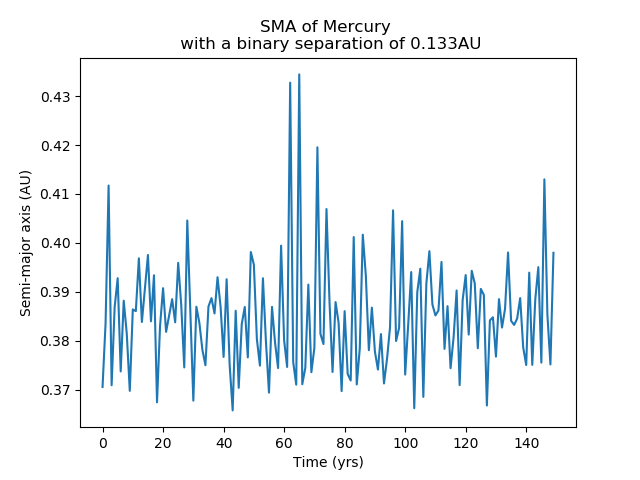 SMA of Mercury
with a binary separation of 0.133AU
0.43
0.42
0.41
0.40
0.39
0.38
0.37
Semi-major axis (AU)
0 20 40 60 80 100 120 140
Time (yrs)